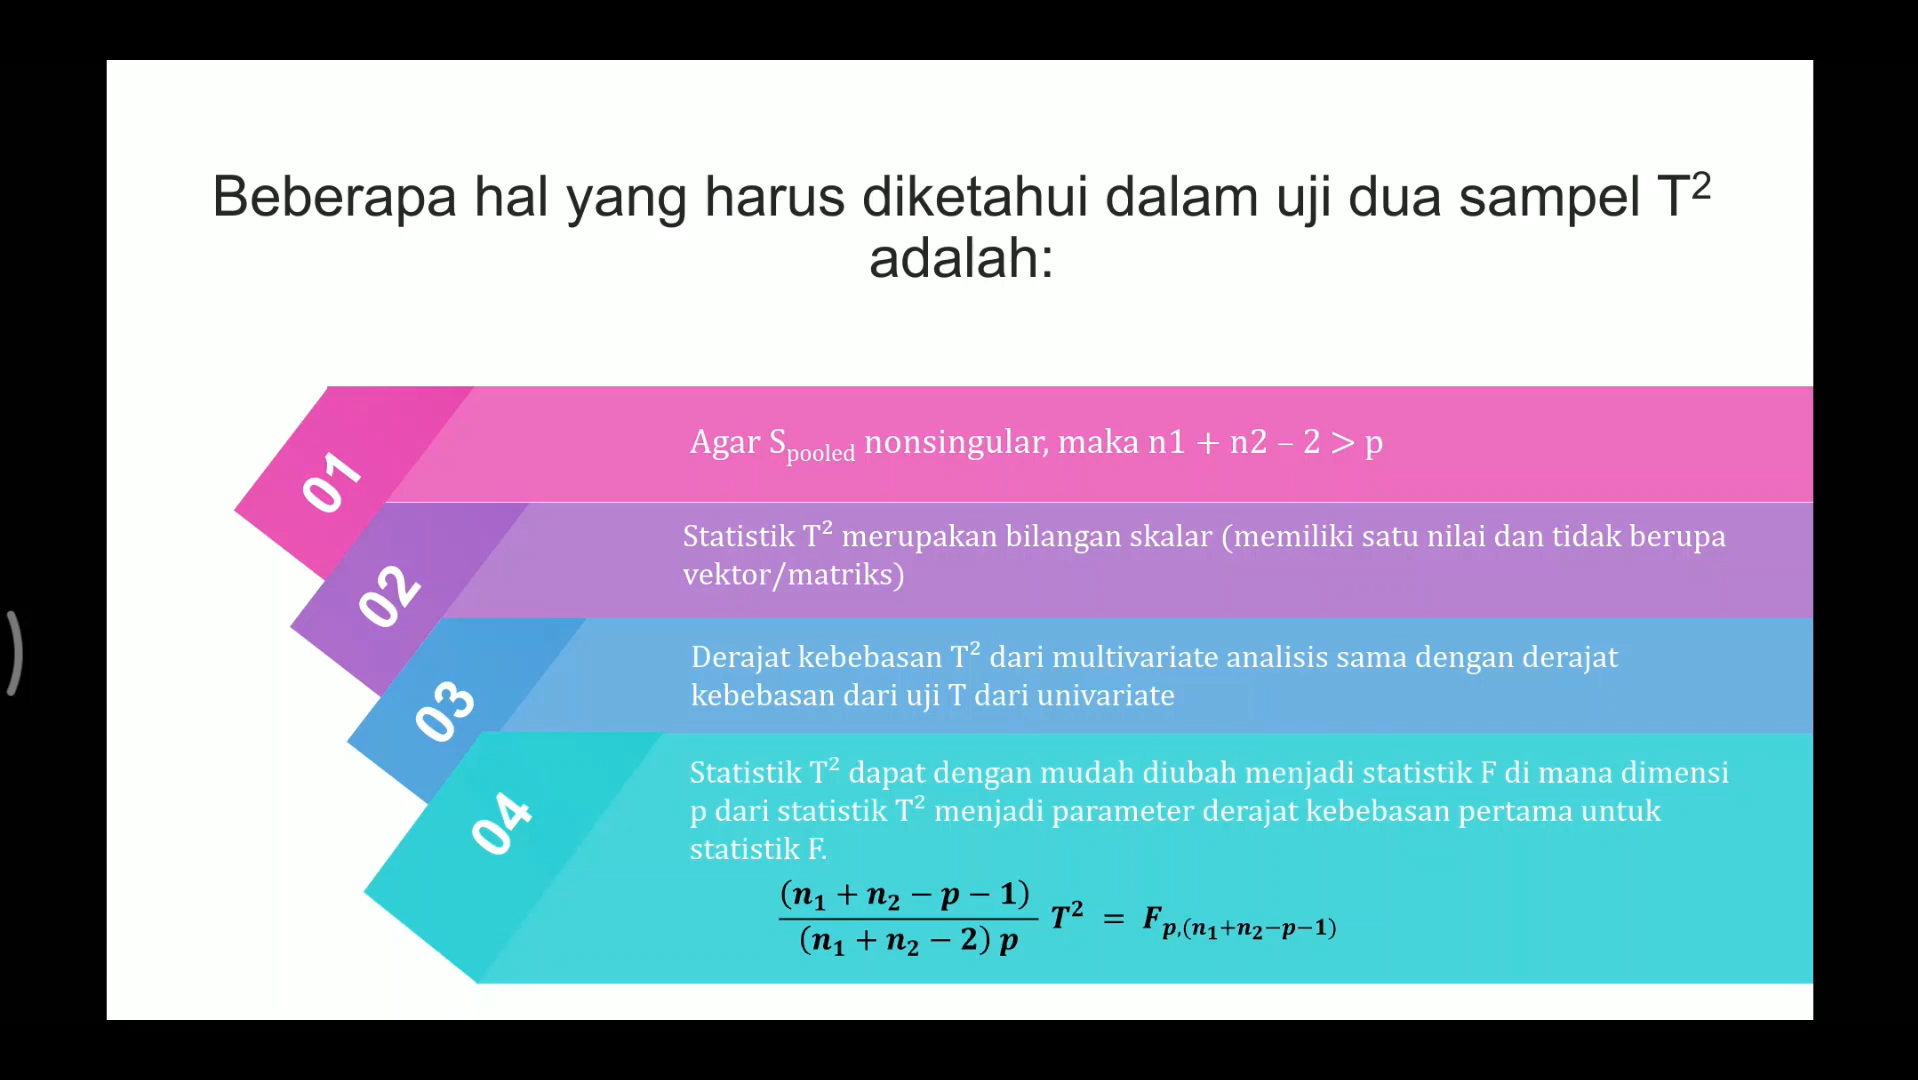 Beberapa hal yang harus diketahui dalam uji dua sampel T²
adalah:
01
Agar Spooled nonsingular, maka n1 + n2 – 2 > p
02
Statistik T² merupakan bilangan skalar (memiliki satu nilai dan tidak berupa
vektor/matriks)
03
Derajat kebebasan T² dari multivariate analisis sama dengan derajat
kebebasan dari uji T dari univariate
04
Statistik T² dapat dengan mudah diubah menjadi statistik F di mana dimensi
p dari statistik T² menjadi parameter derajat kebebasan pertama untuk
statistik F.
(n₁ + n₂ − p − 1) / (n₁ + n₂ − 2) p T² = F p,(n₁+n₂−p−1)